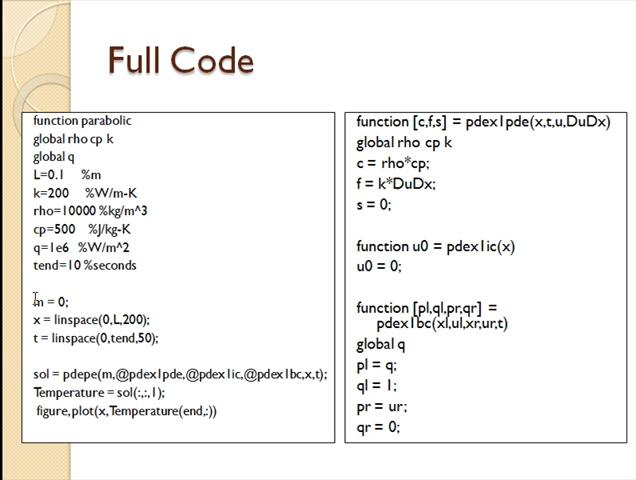 Full Code
function parabolic
global rho cp k
global q
L=0.1 %m
k=200 %W/m-K
rho=10000 %kg/m^3
cp=500 %J/kg-K
q=1e6 %W/m^2
tend=10 %seconds
m = 0;
x = linspace(0,L,200);
t = linspace(0,tend,50);
sol = pdepe(m,@pdex1pde,@pdex1ic,@pdex1bc,x,t);
Temperature = sol(:,:,1);
figure,plot(x,Temperature(end,:))
function [c,f,s] = pdex1pde(x,t,u,DuDx)
global rho cp k
c = rho*cp;
f = k*DuDx;
s = 0;
function u0 = pdex1ic(x)
u0 = 0;
function [pl,ql,pr,qr] =
pdex1bc(xl,ul,xr,ur,t)
global q
pl = q;
ql = 1;
pr = ur;
qr = 0;